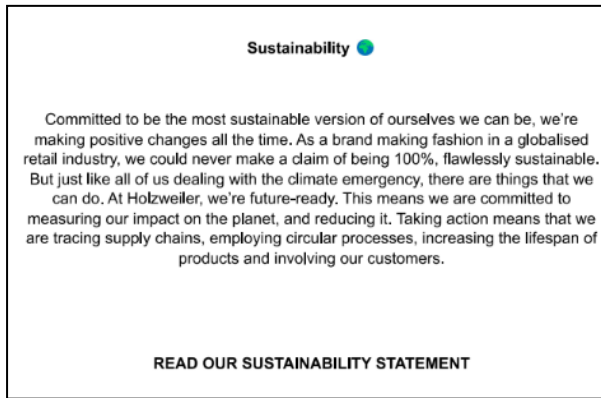 Sustainability 🌍
Committed to be the most sustainable version of ourselves we can be, we're
making positive changes all the time. As a brand making fashion in a globalised
retail industry, we could never make a claim of being 100%, flawlessly sustainable.
But just like all of us dealing with the climate emergency, there are things that we
can do. At Holzweiler, we're future-ready. This means we are committed to
measuring our impact on the planet, and reducing it. Taking action means that we
are tracing supply chains, employing circular processes, increasing the lifespan of
products and involving our customers.
READ OUR SUSTAINABILITY STATEMENT